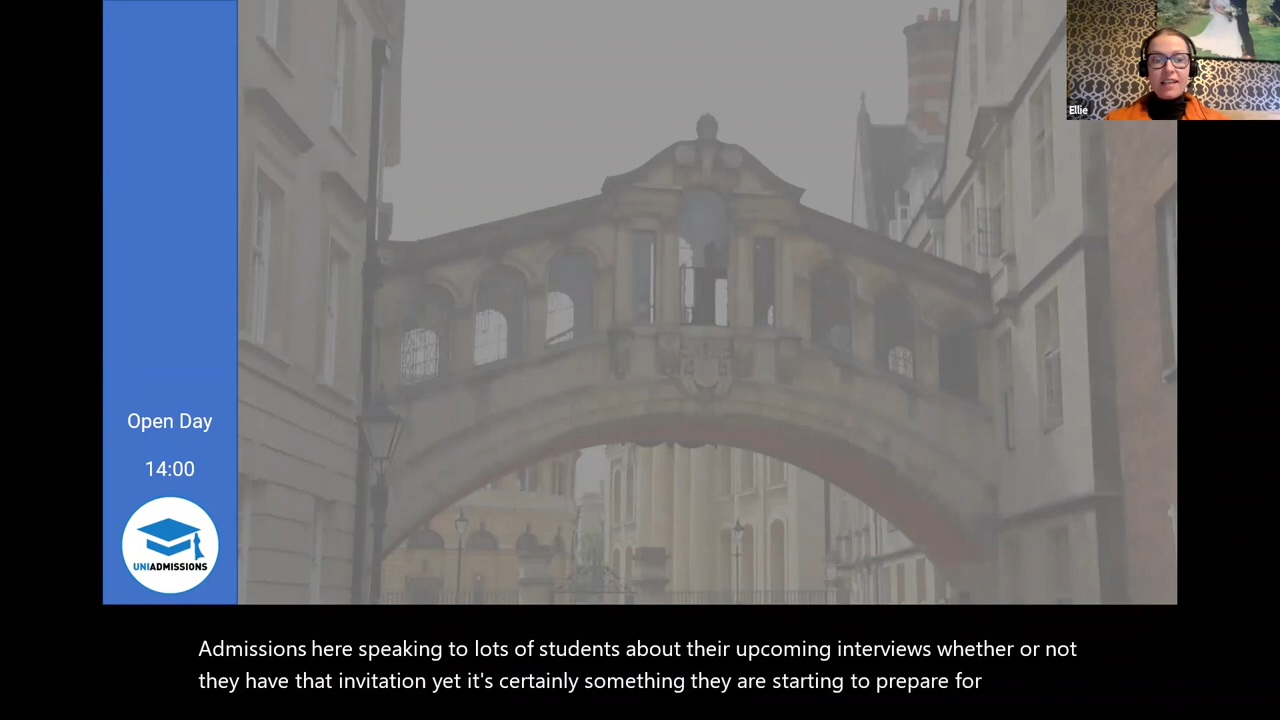 Ellie
Open Day
14:00
UNIADMISSIONS
Admissions here speaking to lots of students about their upcoming interviews whether or not
they have that invitation yet it's certainly something they are starting to prepare for